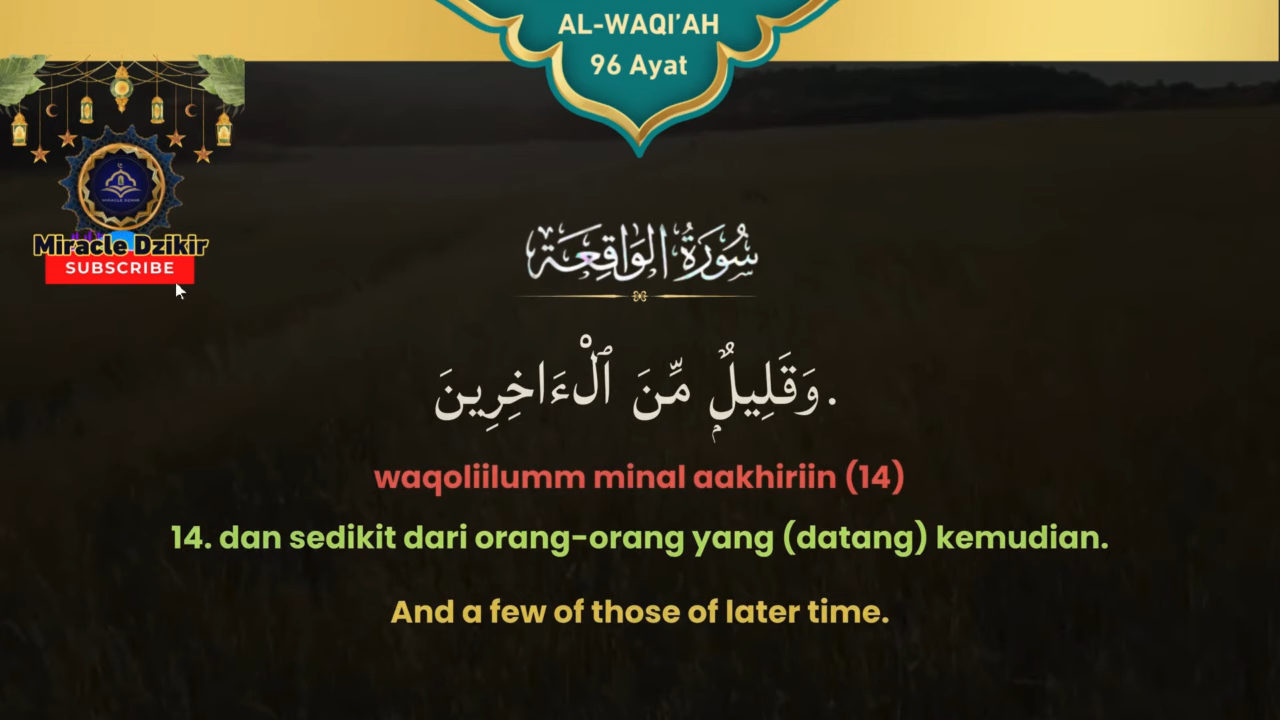 AL-WAQI’AH
96 Ayat
Miracle Dzikir
SUBSCRIBE
سُورَةُ الوَاقِعَة
.وَقَلِيلٌۭ مِّنَ ٱلْءَاخِرِينَ
waqoliilumm minal aakhiriin (14)
14. dan sedikit dari orang-orang yang (datang) kemudian.
And a few of those of later time.